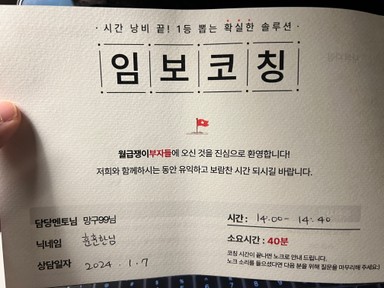 · 시간 낭비 끝! 1등 뽑는 확실한 솔루션 ·
임보코칭
월급쟁이부자들에 오신 것을 진심으로 환영합니다!
저희와 함께하시는 동안 유익하고 보람찬 시간 되시길 바랍니다.
담당멘토님 망구99님
시간 : 14:00 - 14:40
닉네임 훈훈한님
소요시간 : 40분
코칭 시간이 끝나면 노크로 안내 드립니다.
노크 소리를 들으셨다면 다음 분을 위해 질문을 마무리해 주세요:)
상담일자 2024. 1. 7